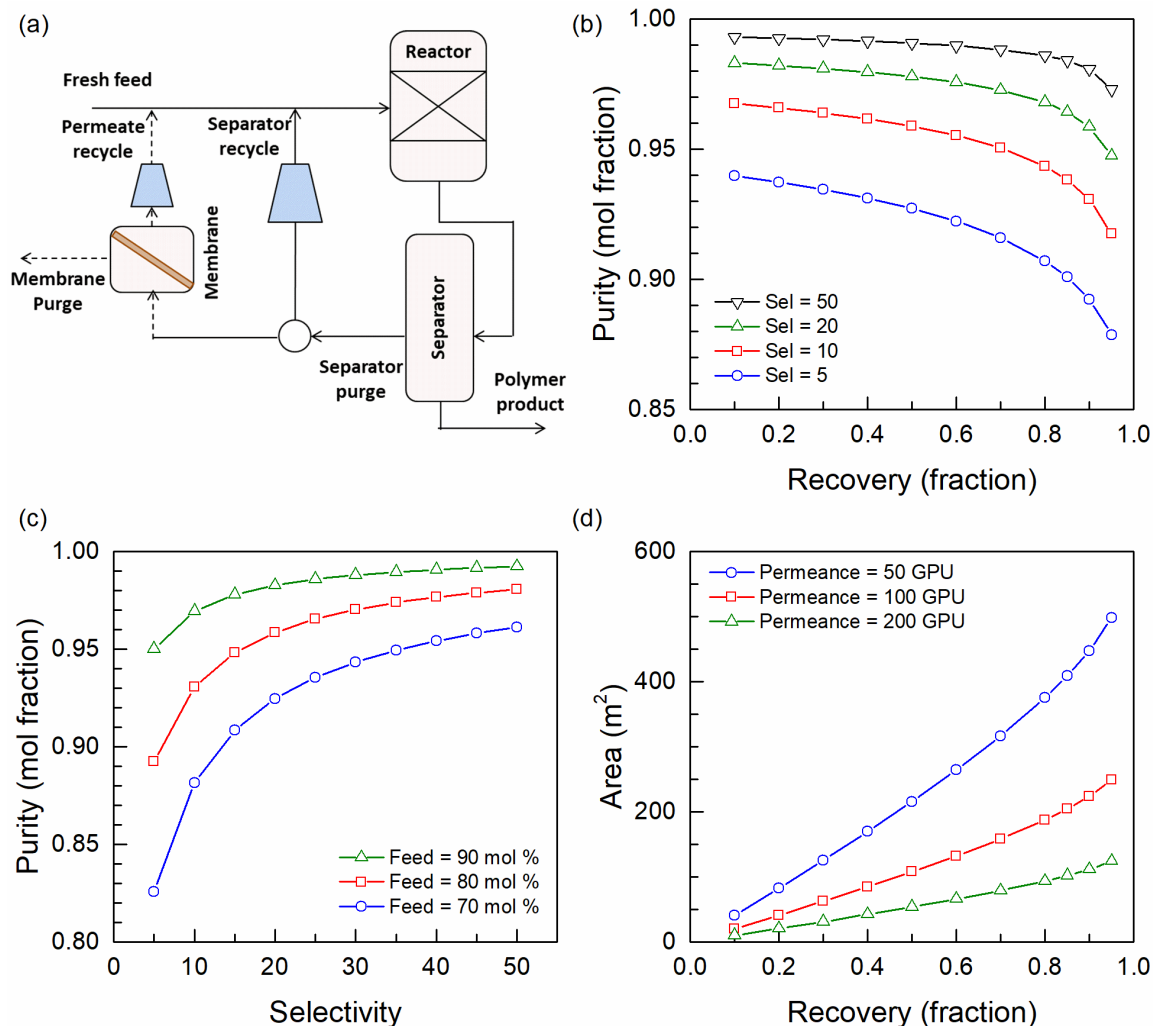 (a)
Fresh feed
Permeate
recycle
Separator
recycle
Reactor
Membrane
Membrane
Purge
Separator
purge
Separator
Polymer
product
(b)
1.00
0.95
0.90
0.85
Purity (mol fraction)
Sel = 50
Sel = 20
Sel = 10
Sel = 5
0.0 0.2 0.4 0.6 0.8 1.0
Recovery (fraction)
(c)
1.00
0.95
0.90
0.85
0.80
Purity (mol fraction)
Feed = 90 mol %
Feed = 80 mol %
Feed = 70 mol %
0 10 20 30 40 50
Selectivity
(d)
600
400
200
0
Area (m²)
Permeance = 50 GPU
Permeance = 100 GPU
Permeance = 200 GPU
0.0 0.2 0.4 0.6 0.8 1.0
Recovery (fraction)